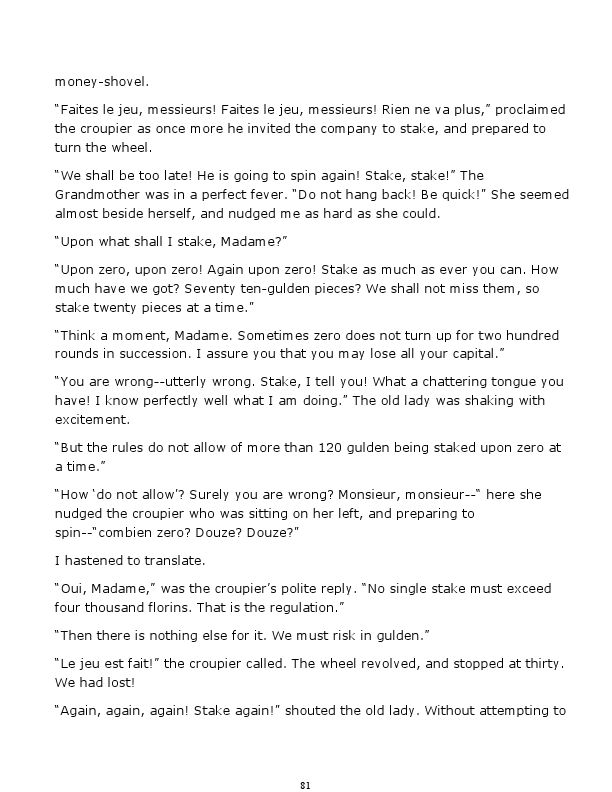 money-shovel.
“Faites le jeu, messieurs! Faites le jeu, messieurs! Rien ne va plus,” proclaimed
the croupier as once more he invited the company to stake, and prepared to
turn the wheel.
“We shall be too late! He is going to spin again! Stake, stake!” The
Grandmother was in a perfect fever. “Do not hang back! Be quick!” She seemed
almost beside herself, and nudged me as hard as she could.
“Upon what shall I stake, Madame?”
“Upon zero, upon zero! Again upon zero! Stake as much as ever you can. How
much have we got? Seventy ten-gulden pieces? We shall not miss them, so
stake twenty pieces at a time.”
“Think a moment, Madame. Sometimes zero does not turn up for two hundred
rounds in succession. I assure you that you may lose all your capital.”
“You are wrong--utterly wrong. Stake, I tell you! What a chattering tongue you
have! I know perfectly well what I am doing.” The old lady was shaking with
excitement.
“But the rules do not allow of more than 120 gulden being staked upon zero at
a time.”
“How ‘do not allow’? Surely you are wrong? Monsieur, monsieur--“ here she
nudged the croupier who was sitting on her left, and preparing to
spin--“combien zero? Douze? Douze?”
I hastened to translate.
“Oui, Madame,” was the croupier’s polite reply. “No single stake must exceed
four thousand florins. That is the regulation.”
“Then there is nothing else for it. We must risk in gulden.”
“Le jeu est fait!” the croupier called. The wheel revolved, and stopped at thirty.
We had lost!
“Again, again, again! Stake again!” shouted the old lady. Without attempting to
81